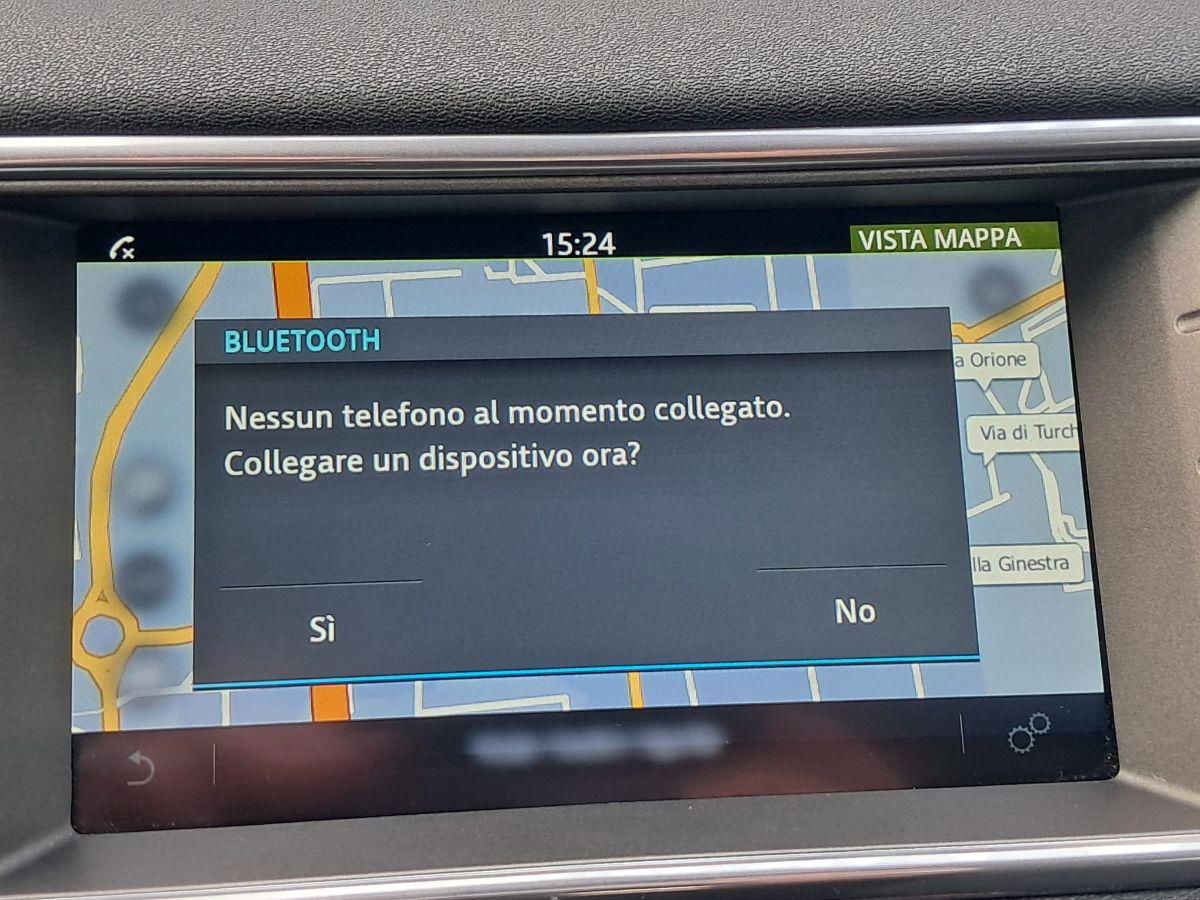 15:24
VISTA MAPPA
BLUETOOTH
Nessun telefono al momento collegato.
Collegare un dispositivo ora?
Sì
No
a Orione
Via di Turch
lla Ginestra